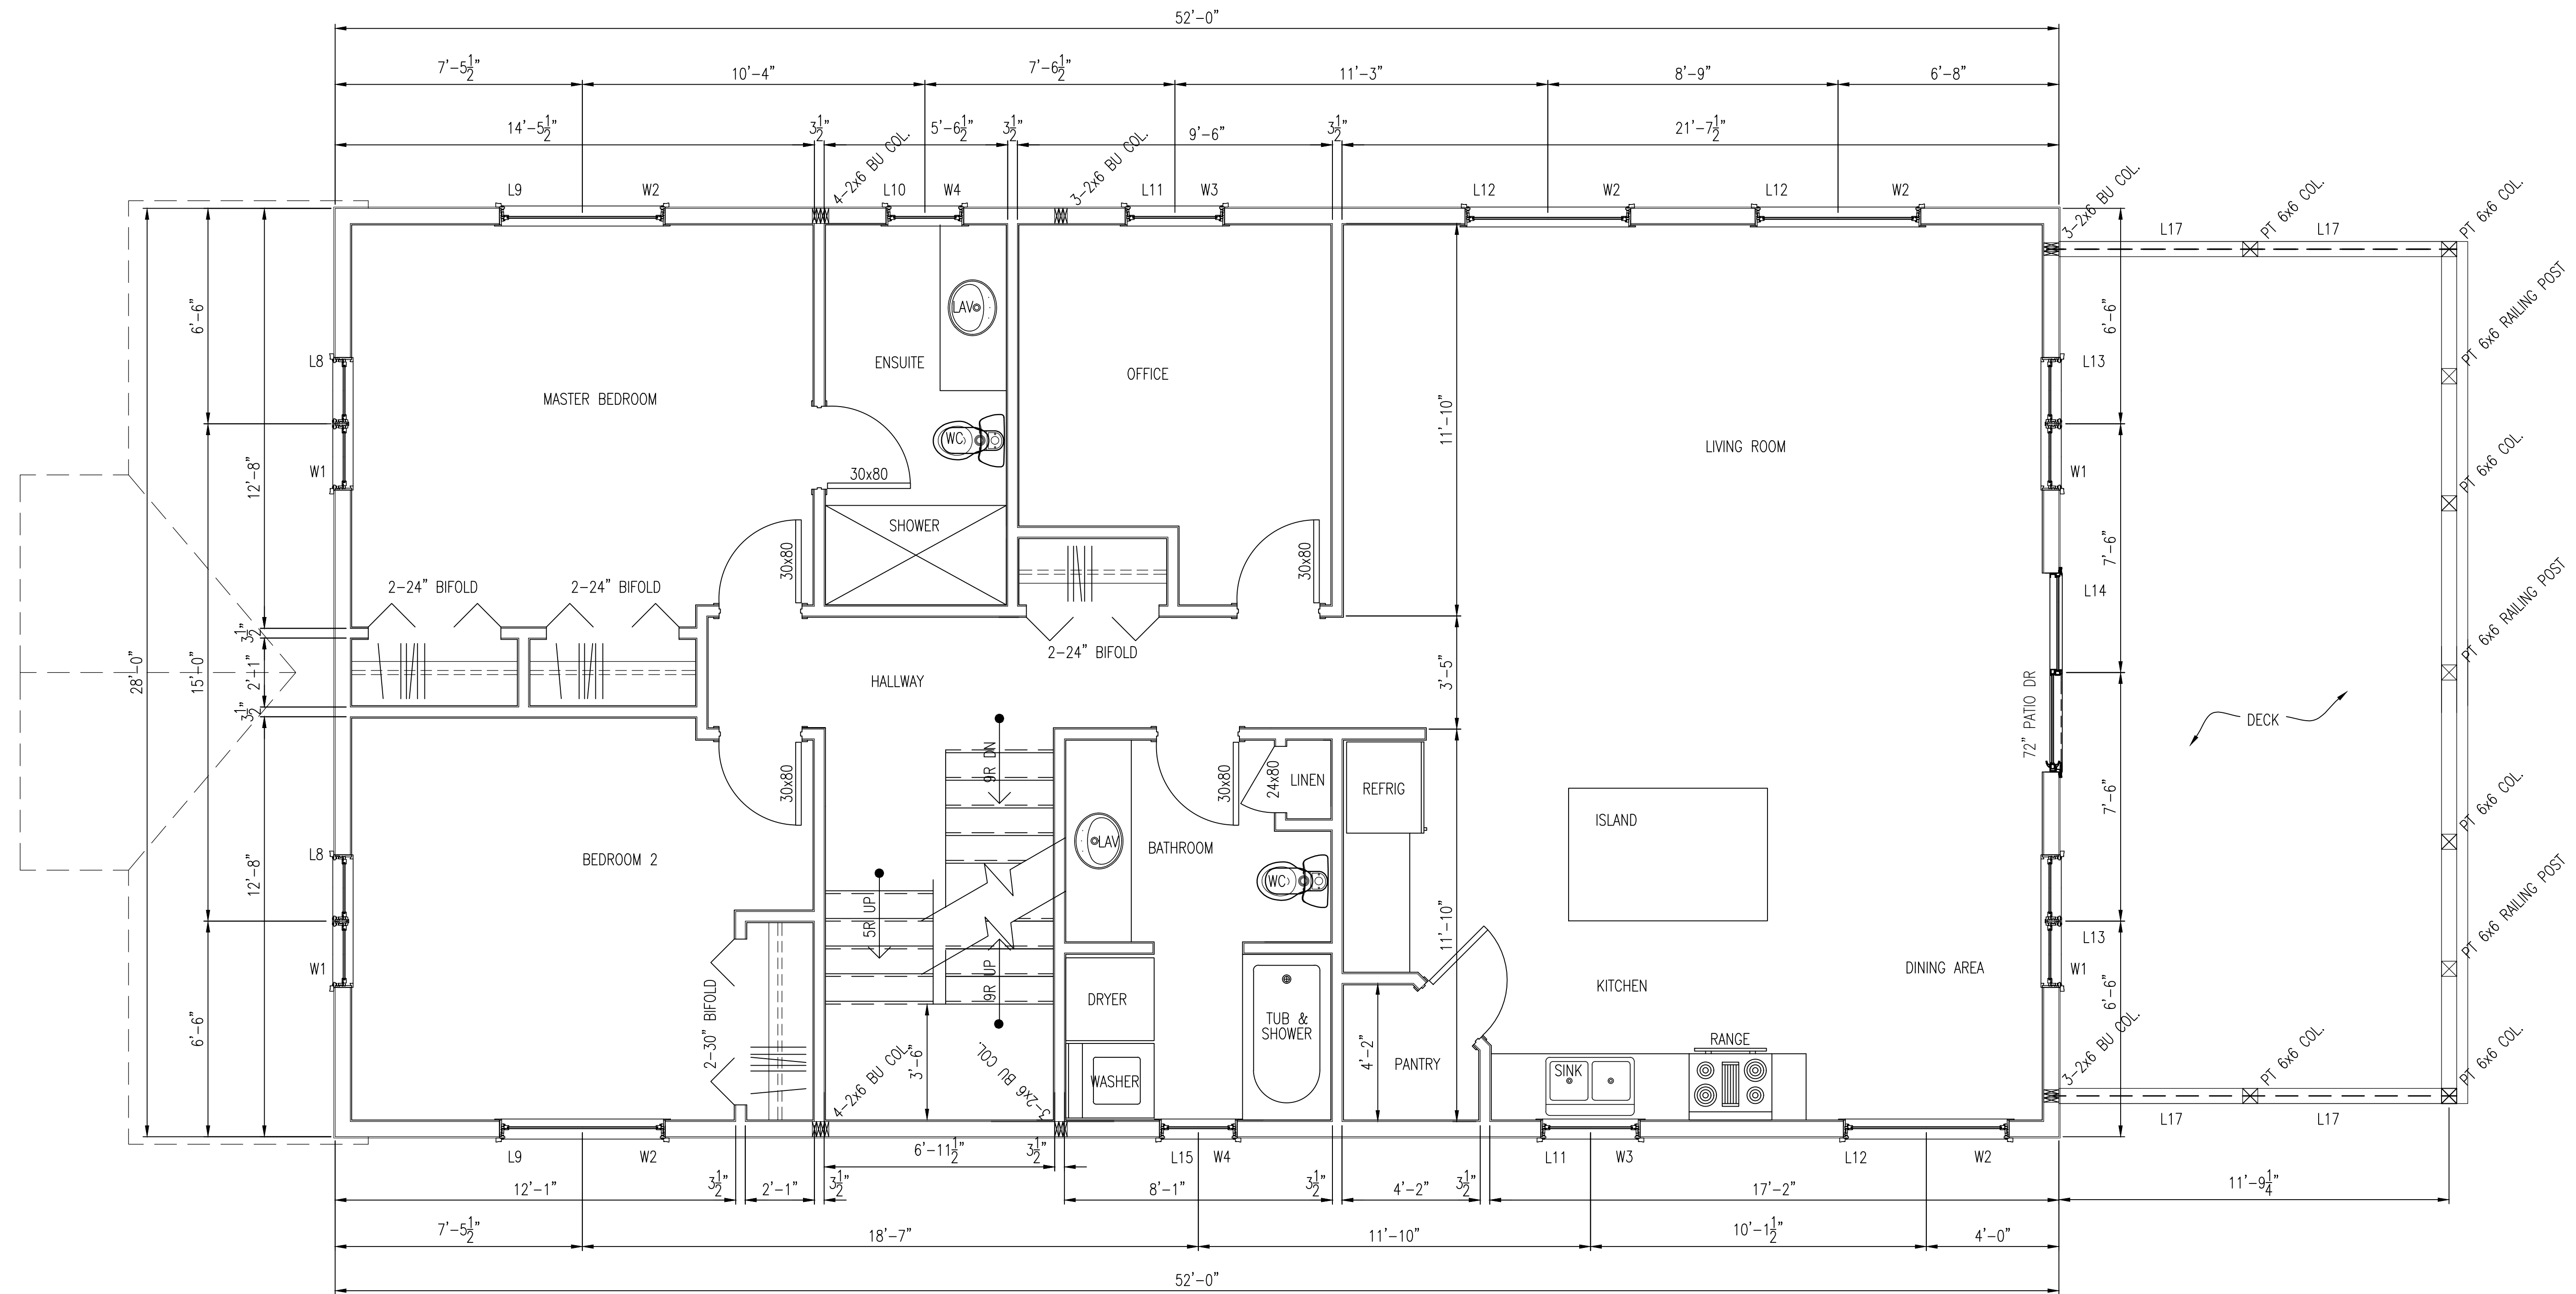 52'-0"
7'-5 1/2" 10'-4" 7'-6 1/2" 11'-3" 8'-9" 6'-8"
14'-5 1/2" 3 1/2" 5'-6 1/2" 3 1/2" 9'-6" 3 1/2" 21'-7 1/2"
4-2x6 BU COL.
3-2x6 BU COL.
3-2x6 BU COL.
L9 W2 L10 W4 L11 W3 L12 W2 L12 W2
L17 PT 6x6 COL. L17 PT 6x6 COL.
PT 6x6 RAILING POST
PT 6x6 COL.
PT 6x6 RAILING POST
PT 6x6 COL.
PT 6x6 RAILING POST
PT 6x6 COL.
PT 6x6 COL.
28'-0"
6'-6"
15'-0"
6'-6"
12'-8"
3 1/2"
2'-1"
3 1/2"
12'-8"
L8
W1
L8
W1
MASTER BEDROOM
2-24" BIFOLD
2-24" BIFOLD
30x80
ENSUITE
LAV
WC
30x80
SHOWER
OFFICE
30x80
2-24" BIFOLD
11'-10"
3'-5"
11'-10"
LIVING ROOM
L13
W1
L14
72" PATIO DR
L13
W1
6'-6"
7'-6"
7'-6"
6'-6"
DECK
HALLWAY
BEDROOM 2
30x80
2-30" BIFOLD
9R DN
5R UP
9R UP
3'-6"
4-2x6 BU COL.
3-2x6 BU COL.
LAV
BATHROOM
30x80
24x80
LINEN
WC
DRYER
WASHER
TUB &
SHOWER
REFRIG
ISLAND
KITCHEN
DINING AREA
4'-2"
PANTRY
SINK
RANGE
3-2x6 BU COL.
L17 L17
L9 W2 L15 W4 L11 W3 L12 W2
6'-11 1/2" 3 1/2"
12'-1" 3 1/2" 2'-1" 3 1/2" 8'-1" 3 1/2" 4'-2" 3 1/2" 17'-2" 11'-9 1/4"
7'-5 1/2" 18'-7" 11'-10" 10'-1 1/2" 4'-0"
52'-0"